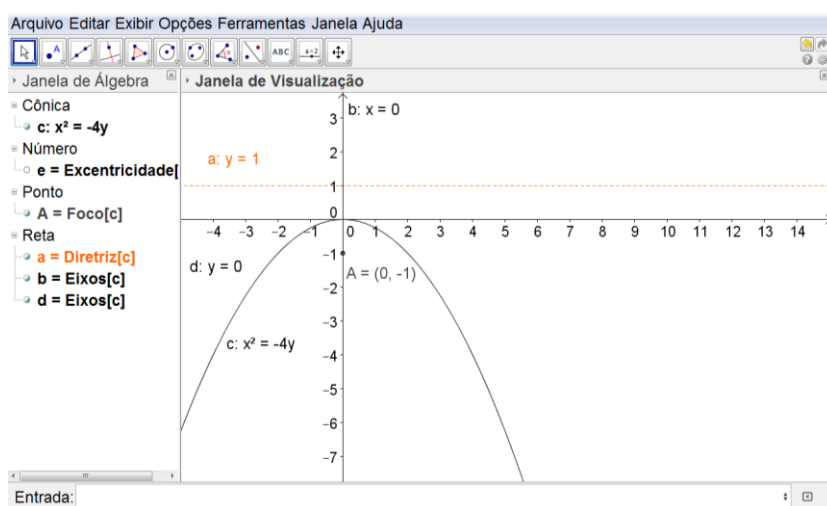 Arquivo Editar Exibir Opções Ferramentas Janela Ajuda
A
ABC
a=2
Janela de Álgebra
Janela de Visualização
Cônica
c: x² = -4y
Número
e = Excentricidade[
Ponto
A = Foco[c]
Reta
a = Diretriz[c]
b = Eixos[c]
d = Eixos[c]
b: x = 0
3
2
a: y = 1
1
0
-4 -3 -2 -1 0 1 2 3 4 5 6 7 8 9 10 11 12 13 14
d: y = 0
-1
A = (0, -1)
-2
-3
c: x² = -4y
-4
-5
-6
-7
Entrada: